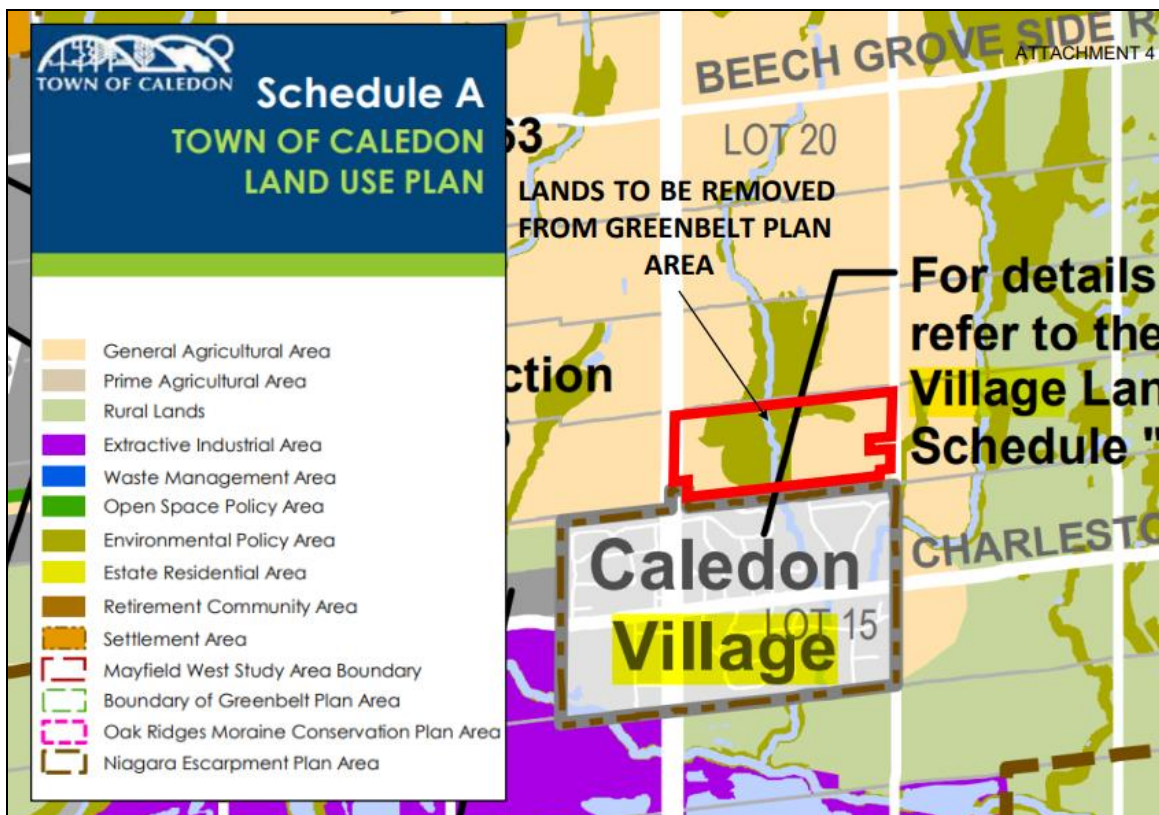 TOWN OF CALEDON
Schedule A
TOWN OF CALEDON
LAND USE PLAN
General Agricultural Area
Prime Agricultural Area
Rural Lands
Extractive Industrial Area
Waste Management Area
Open Space Policy Area
Environmental Policy Area
Estate Residential Area
Retirement Community Area
Settlement Area
Mayfield West Study Area Boundary
Boundary of Greenbelt Plan Area
Oak Ridges Moraine Conservation Plan Area
Niagara Escarpment Plan Area
BEECH GROVE SIDE R
ATTACHMENT 4
63
LOT 20
LANDS TO BE REMOVED
FROM GREENBELT PLAN
AREA
For details
refer to the
Village Lan
Schedule "
ction
CHARLESTO
Caledon
Village
LOT 15